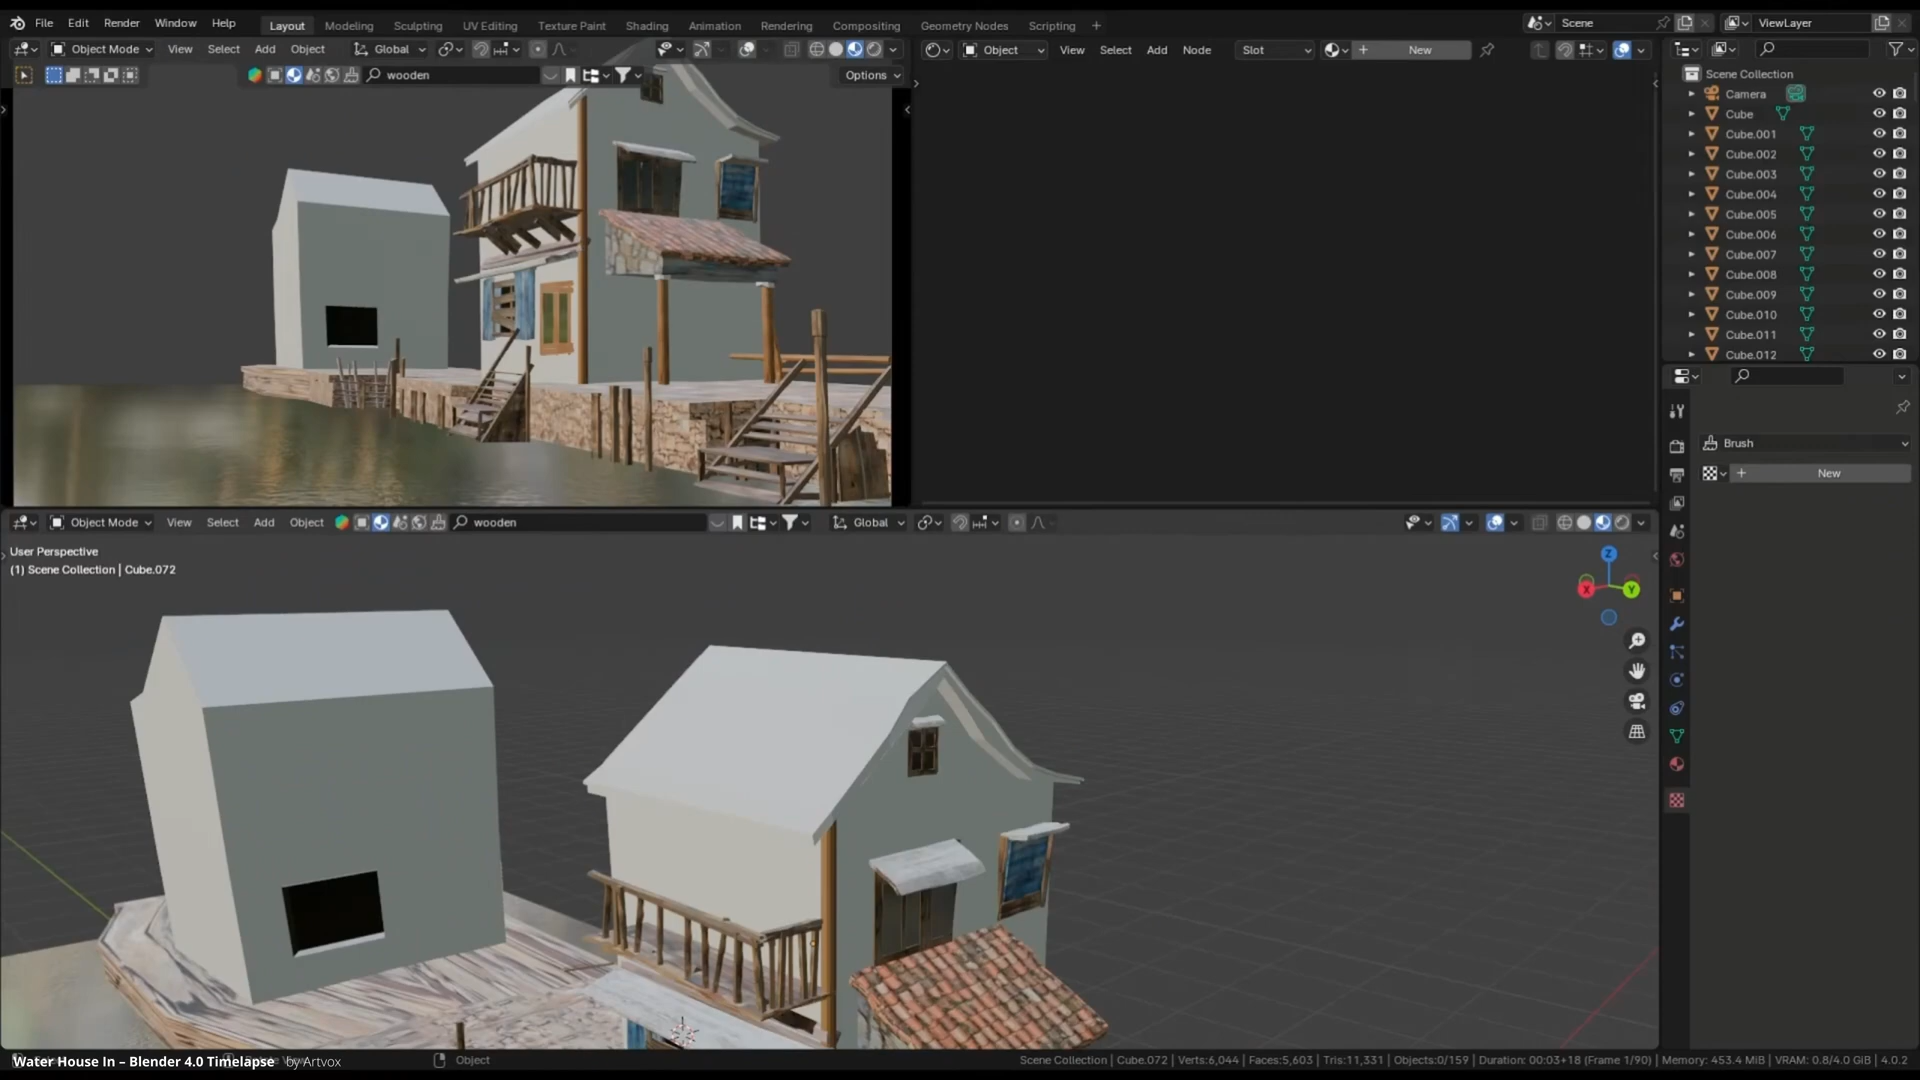 File Edit Render Window Help Layout Modeling Sculpting UV Editing Texture Paint Shading Animation Rendering Compositing Geometry Nodes Scripting + Scene ViewLayer
Object Mode View Select Add Object Global Object View Select Add Node Slot New
wooden Options
Scene Collection
Camera
Cube
Cube.001
Cube.002
Cube.003
Cube.004
Cube.005
Cube.006
Cube.007
Cube.008
Cube.009
Cube.010
Cube.011
Cube.012
Brush
New
Object Mode View Select Add Object wooden Global
User Perspective
(1) Scene Collection | Cube.072
Z
X
Y
Water House In – Blender 4.0 Timelapse by Artvox Object Scene Collection | Cube.072 | Verts:6,044 | Faces:5,603 | Tris:11,331 | Objects:0/159 | Duration: 00:03+18 (Frame 1/90) | Memory: 453.4 MiB | VRAM: 0.8/4.0 GiB | 4.0.2